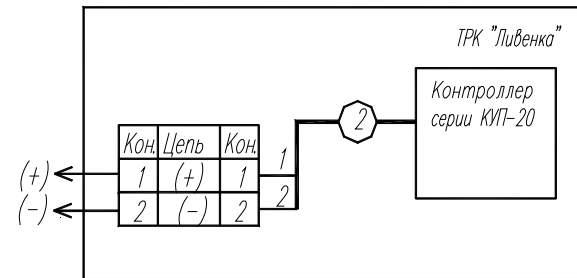 ТРК "Ливенка"
Контроллер
серии КУП-20
2
Кон. Цепь Кон.
1 (+) 1
2 (-) 2
1
2
(+)
(-)